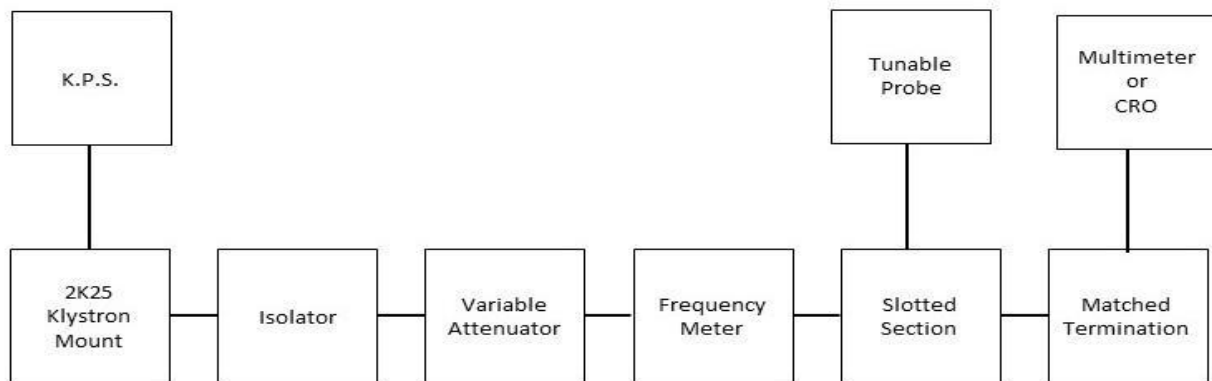 K.P.S.
Tunable
Probe
Multimeter
or
CRO
2K25
Klystron
Mount
Isolator
Variable
Attenuator
Frequency
Meter
Slotted
Section
Matched
Termination